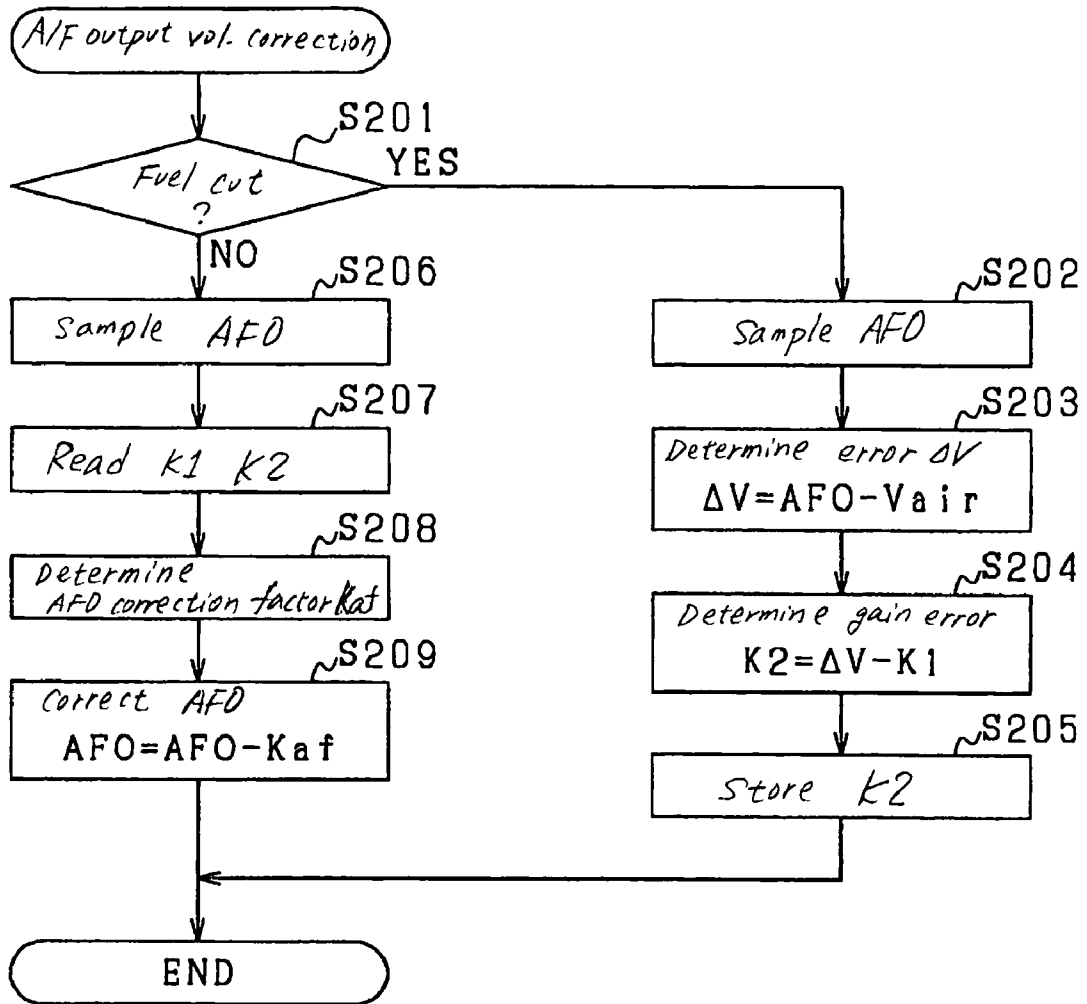 A/F output vol. correction
S201
Fuel cut
?
YES
NO
S206
Sample AFO
S207
Read K1 K2
S208
Determine
AFO correction factor Kaf
S209
Correct AFO
AFO=AFO-Kaf
S202
Sample AFO
S203
Determine error ΔV
ΔV=AFO-Vair
S204
Determine gain error
K2=ΔV-K1
S205
Store K2
END